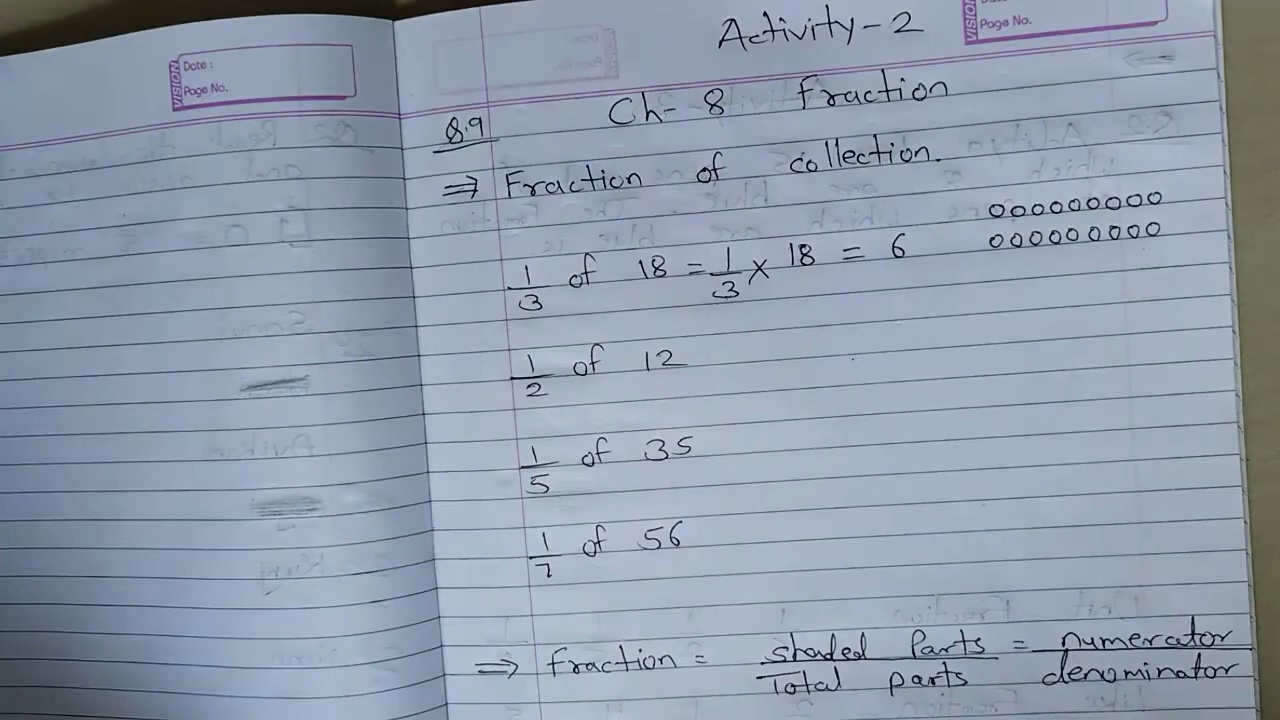 VISION Date :
Page No.
Activity-2
VISION Page No.
Ch- 8 Fraction
8.9
⇒ Fraction of collection.
000000000
000000000
1/3 of 18 = 1/3 × 18 = 6
1/2 of 12
1/5 of 35
1/7 of 56
⇒ Fraction = shaded Parts/Total parts = numerator/denominator